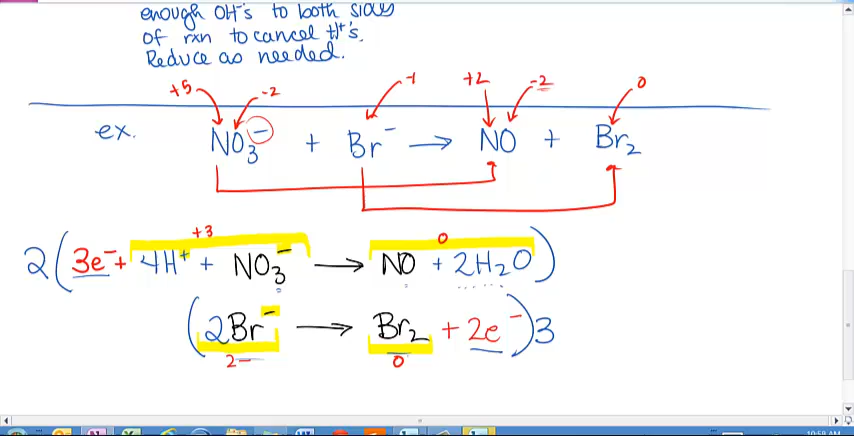 enough OH⁻'s to both sides
of rxn to cancel H⁺'s.
Reduce as needed.
+5 -2 -1 +2 -2 0
ex. NO₃⁻ + Br⁻ → NO + Br₂
+3 0
2(3e⁻ + 4H⁺ + NO₃⁻ → NO + 2H₂O)
(2Br⁻ → Br₂ + 2e⁻)3
2- 0